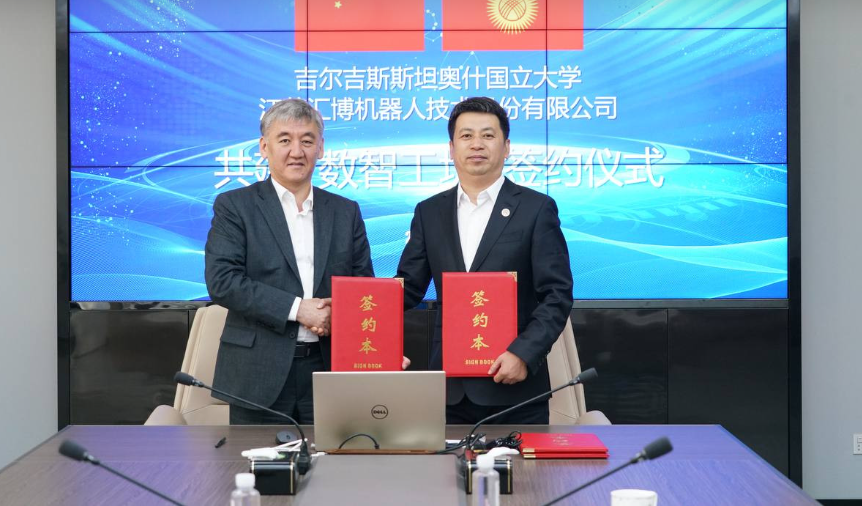 吉尔吉斯斯坦奥什国立大学
汇博机器人技术 份有限公司
共 数智工 签约仪式
签约本
SIGN BOOK
签约本
SIGN BOOK
DELL